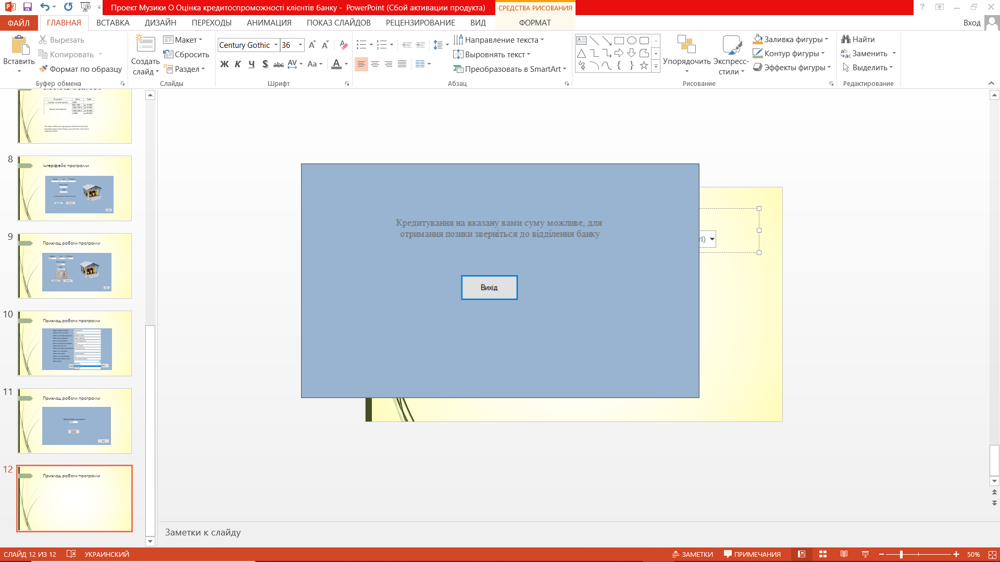 Проект Музики О Оцінка кредитоспроможності клієнтів банку - PowerPoint (Сбой активации продукта)
СРЕДСТВА РИСОВАНИЯ
ФАЙЛ ГЛАВНАЯ ВСТАВКА ДИЗАЙН ПЕРЕХОДЫ АНИМАЦИЯ ПОКАЗ СЛАЙДОВ РЕЦЕНЗИРОВАНИЕ ВИД ФОРМАТ Вход
Вставить
Вырезать
Копировать
Формат по образцу
Буфер обмена
Создать слайд
Макет
Сбросить
Раздел
Слайды
Century Gothic 36
Ж К Ч S abc AV Aa A
Шрифт
Направление текста
Выровнять текст
Преобразовать в SmartArt
Абзац
Упорядочить
Экспресс-стили
Заливка фигуры
Контур фигуры
Эффекты фигуры
Рисование
Найти
Заменить
Выделить
Редактирование
8
Інтерфейс програми
9
Приклад роботи програми
10
Приклад роботи програми
11
Приклад роботи програми
12
Приклад роботи програми
Кредитування на вказану вами суму можливе, для
отримання позики зверніться до відділення банку
Вихід
rl)
Заметки к слайду
СЛАЙД 12 ИЗ 12 УКРАИНСКИЙ ЗАМЕТКИ ПРИМЕЧАНИЯ 50%